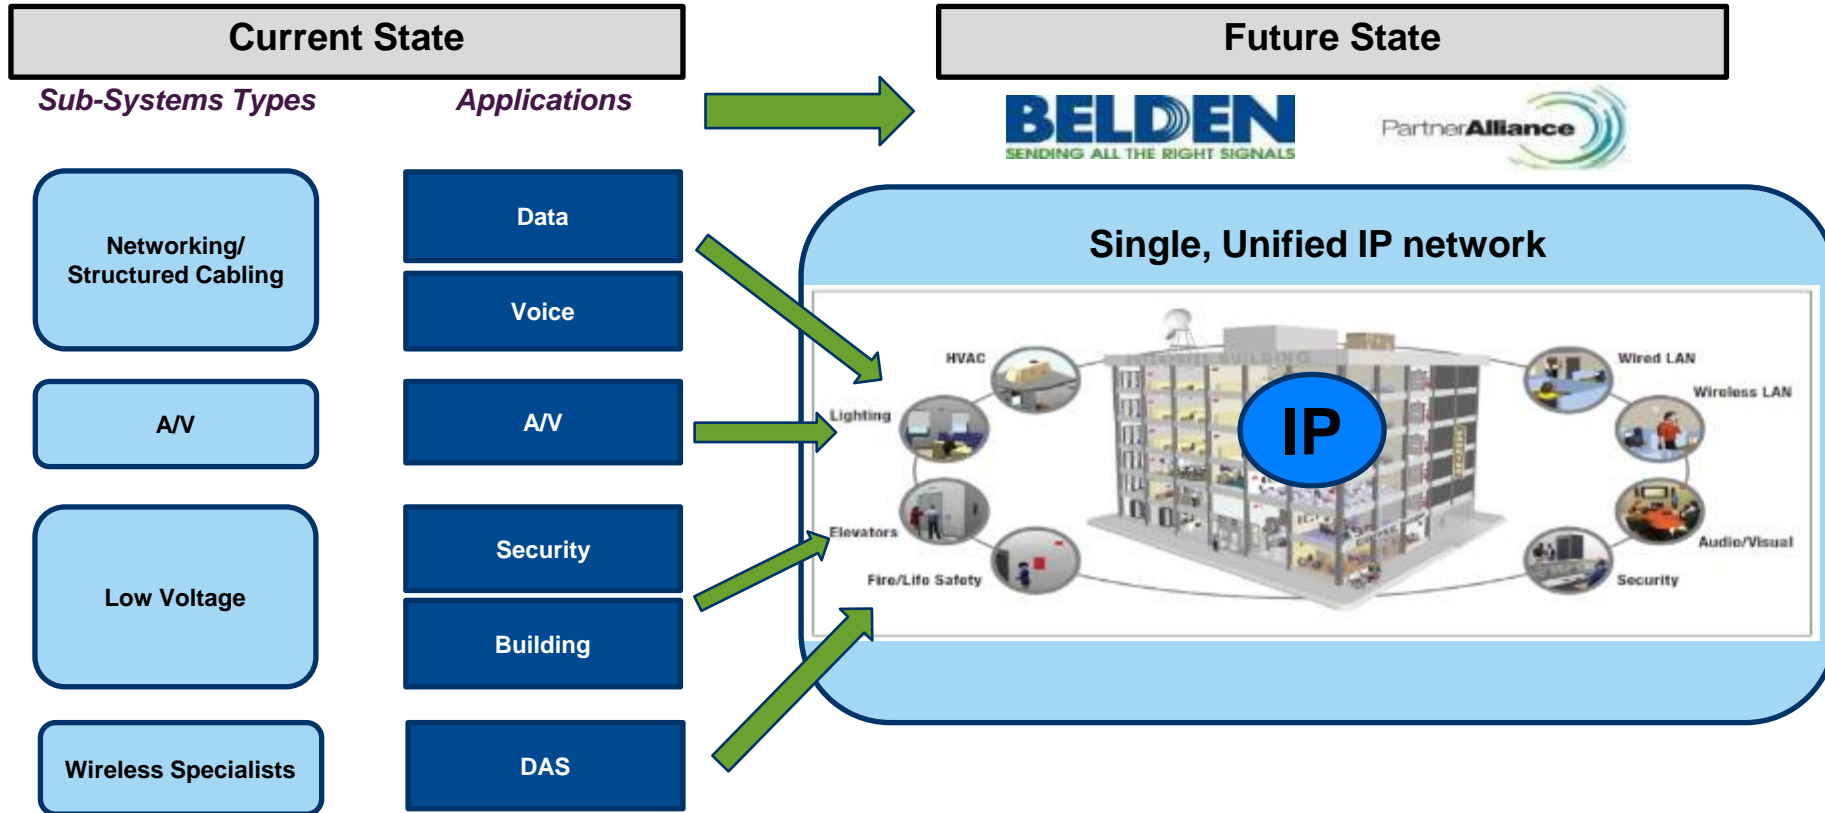 Current State
Future State
Sub-Systems Types
Applications
BELDEN
SENDING ALL THE RIGHT SIGNALS
PartnerAlliance
Networking/
Structured Cabling
Data
Voice
A/V
A/V
Low Voltage
Security
Building
Wireless Specialists
DAS
Single, Unified IP network
ENTERPRISE BUILDING
IP
HVAC
Lighting
Elevators
Fire/Life Safety
Wired LAN
Wireless LAN
Audio/Visual
Security